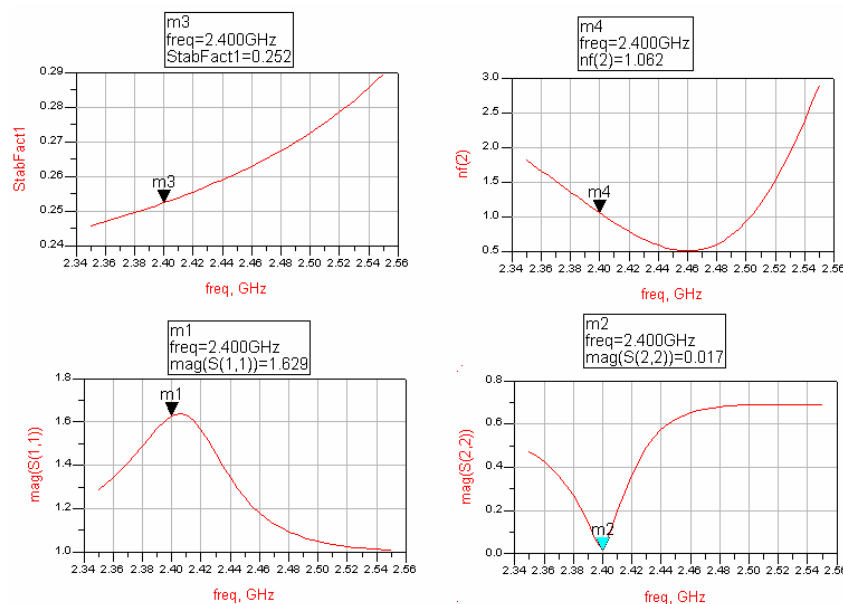 m3
freq=2.400GHz
StabFact1=0.252
0.29
0.28
0.27
0.26
0.25
0.24
StabFact1
m3
2.34 2.36 2.38 2.40 2.42 2.44 2.46 2.48 2.50 2.52 2.54 2.56
freq, GHz
m4
freq=2.400GHz
nf(2)=1.062
3.0
2.5
2.0
1.5
1.0
0.5
nf(2)
m4
2.34 2.36 2.38 2.40 2.42 2.44 2.46 2.48 2.50 2.52 2.54 2.56
freq, GHz
m1
freq=2.400GHz
mag(S(1,1))=1.629
1.8
1.6
1.4
1.2
1.0
mag(S(1,1))
m1
2.34 2.36 2.38 2.40 2.42 2.44 2.46 2.48 2.50 2.52 2.54 2.56
freq, GHz
m2
freq=2.400GHz
mag(S(2,2))=0.017
0.8
0.6
0.4
0.2
0.0
mag(S(2,2))
m2
2.34 2.36 2.38 2.40 2.42 2.44 2.46 2.48 2.50 2.52 2.54 2.56
freq, GHz